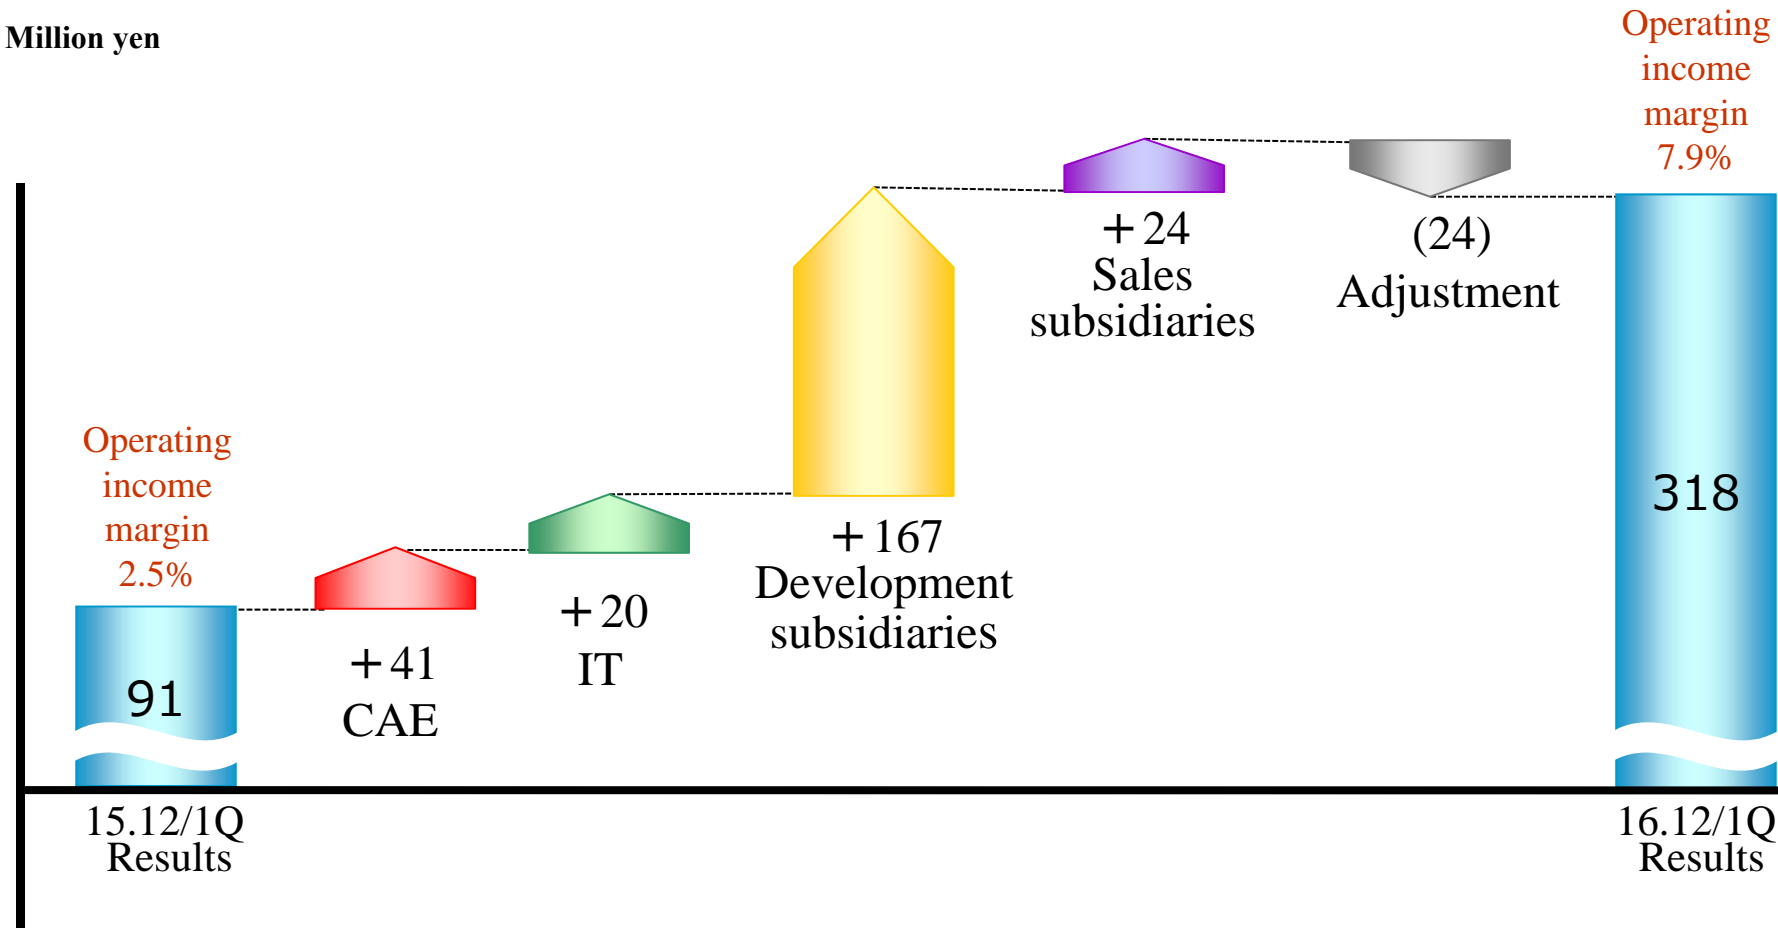 Million yen
Operating
income
margin
2.5%
91
15.12/1Q
Results
+41
CAE
+20
IT
+167
Development
subsidiaries
+24
Sales
subsidiaries
(24)
Adjustment
Operating
income
margin
7.9%
318
16.12/1Q
Results